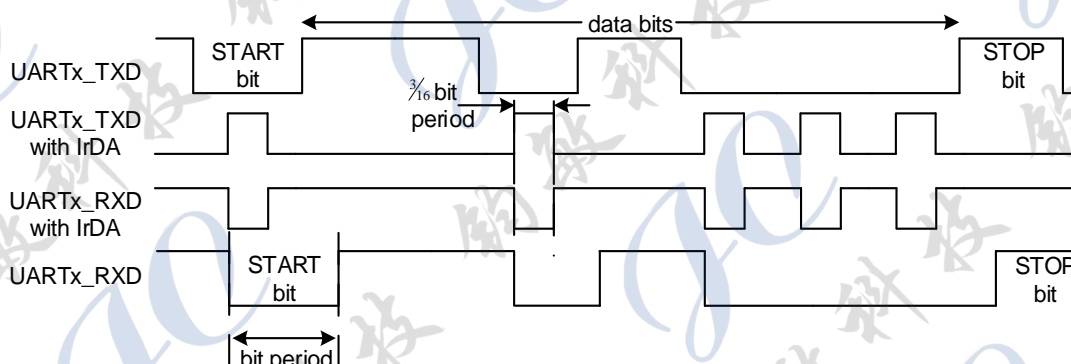 data bits
UARTx_TXD
START
bit
STOP
bit
3/16 bit
period
UARTx_TXD
with IrDA
UARTx_RXD
with IrDA
UARTx_RXD
START
bit
STOP
bit
bit period